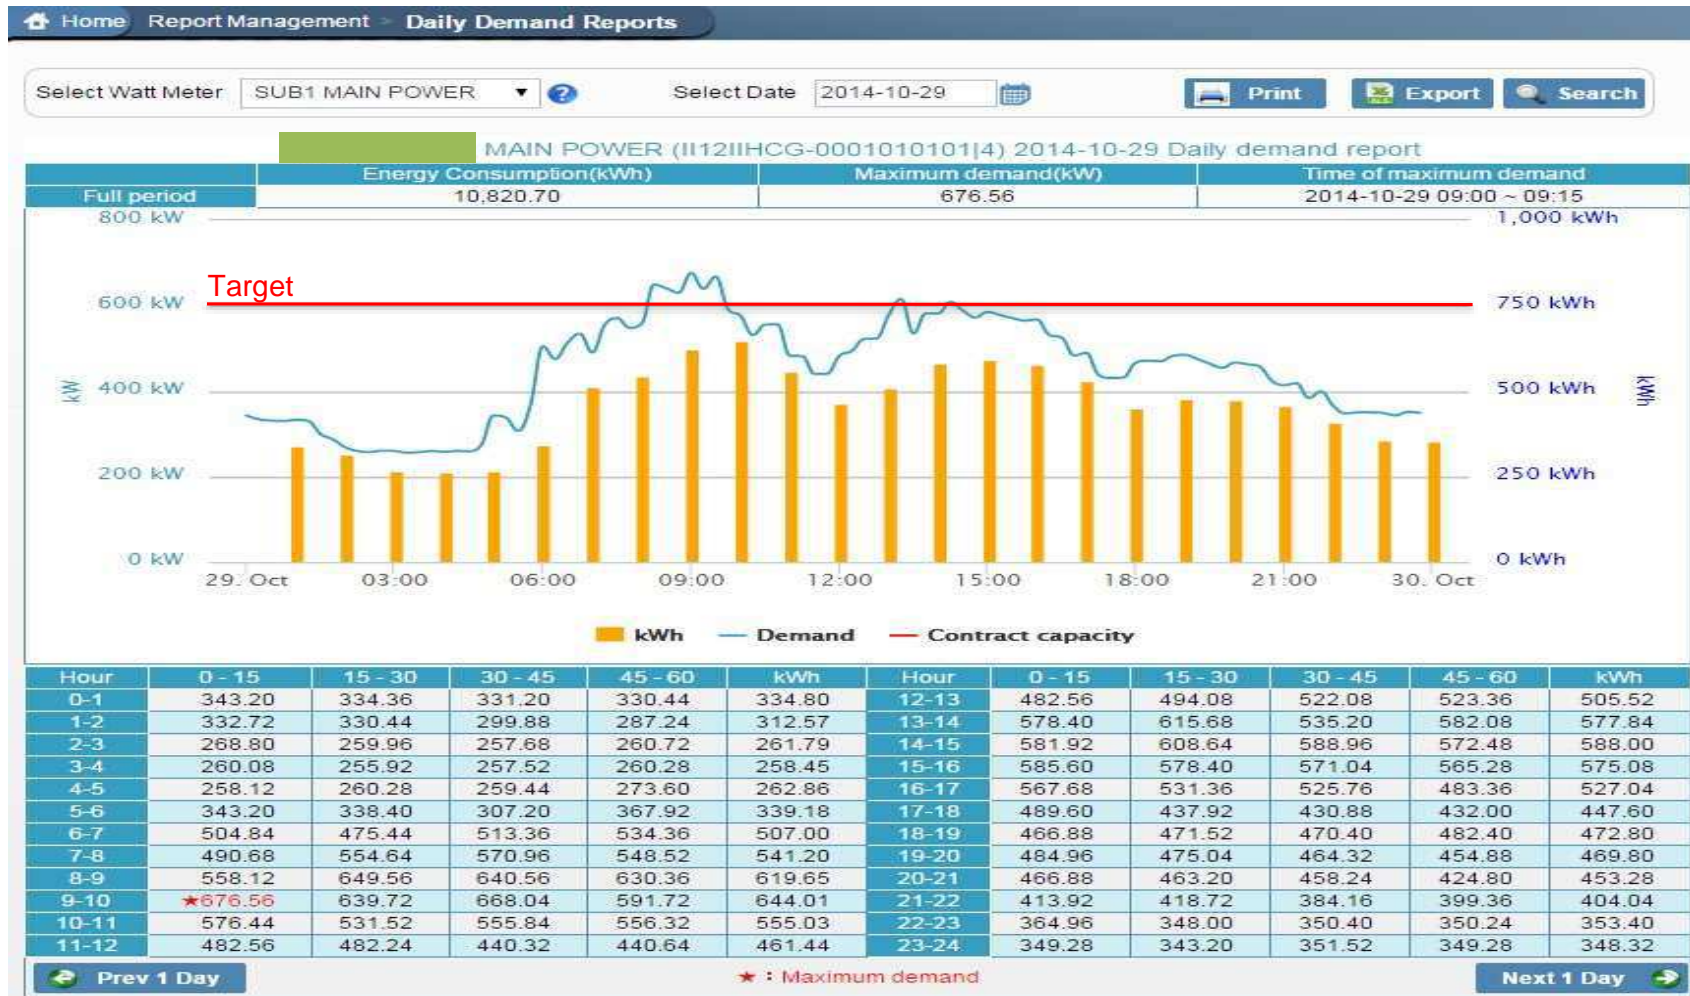 Home Report Management Daily Demand Reports
Select Watt Meter SUB1 MAIN POWER ? Select Date 2014-10-29 Print Export Search
MAIN POWER (II12IIHCG-0001010101|4) 2014-10-29 Daily demand report
Energy Consumption(kWh) Maximum demand(kW) Time of maximum demand
Full period 10,820.70 676.56 2014-10-29 09:00 ~ 09:15
800 kW 1,000 kWh
Target
600 kW 750 kWh
kW 400 kW 500 kWh kWh
200 kW 250 kWh
0 kW 0 kWh
29. Oct 03:00 06:00 09:00 12:00 15:00 18:00 21:00 30. Oct
kWh Demand Contract capacity
Hour 0 - 15 15 - 30 30 - 45 45 - 60 kWh Hour 0 - 15 15 - 30 30 - 45 45 - 60 kWh
0-1 343.20 334.36 331.20 330.44 334.80 12-13 482.56 494.08 522.08 523.36 505.52
1-2 332.72 330.44 299.88 287.24 312.57 13-14 578.40 615.68 535.20 582.08 577.84
2-3 268.80 259.96 257.68 260.72 261.79 14-15 581.92 608.64 588.96 572.48 588.00
3-4 260.08 255.92 257.52 260.28 258.45 15-16 585.60 578.40 571.04 565.28 575.08
4-5 258.12 260.28 259.44 273.60 262.86 16-17 567.68 531.36 525.76 483.36 527.04
5-6 343.20 338.40 307.20 367.92 339.18 17-18 489.60 437.92 430.88 432.00 447.60
6-7 504.84 475.44 513.36 534.36 507.00 18-19 466.88 471.52 470.40 482.40 472.80
7-8 490.68 554.64 570.96 548.52 541.20 19-20 484.96 475.04 464.32 454.88 469.80
8-9 558.12 649.56 640.56 630.36 619.65 20-21 466.88 463.20 458.24 424.80 453.28
9-10 ★676.56 639.72 668.04 591.72 644.01 21-22 413.92 418.72 384.16 399.36 404.04
10-11 576.44 531.52 555.84 556.32 555.03 22-23 364.96 348.00 350.40 350.24 353.40
11-12 482.56 482.24 440.32 440.64 461.44 23-24 349.28 343.20 351.52 349.28 348.32
Prev 1 Day ★ : Maximum demand Next 1 Day